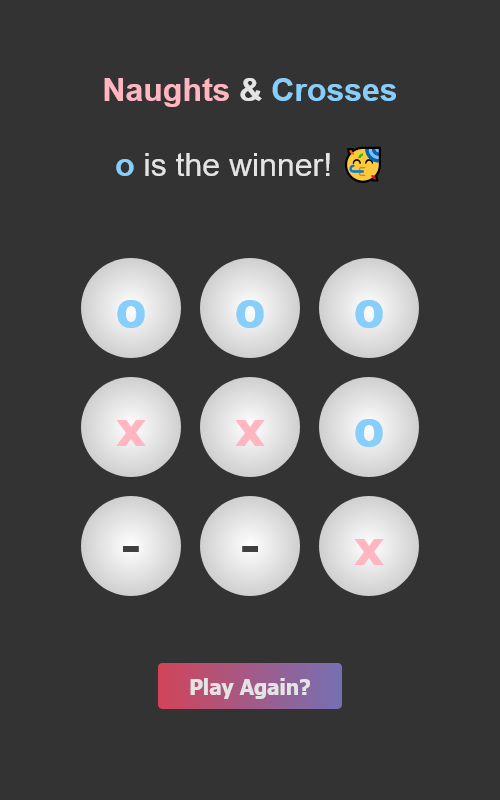 Naughts & Crosses
o is the winner! 🥳
o o o
x x o
- - x
Play Again?